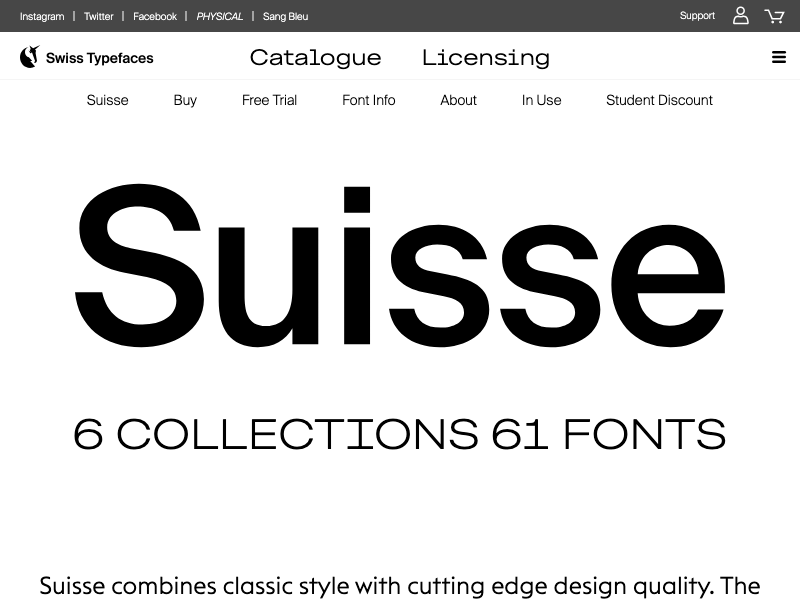 Instagram | Twitter | Facebook | PHYSICAL | Sang Bleu Support
Swiss Typefaces Catalogue Licensing
Suisse Buy Free Trial Font Info About In Use Student Discount
Suisse
6 COLLECTIONS 61 FONTS
Suisse combines classic style with cutting edge design quality. The